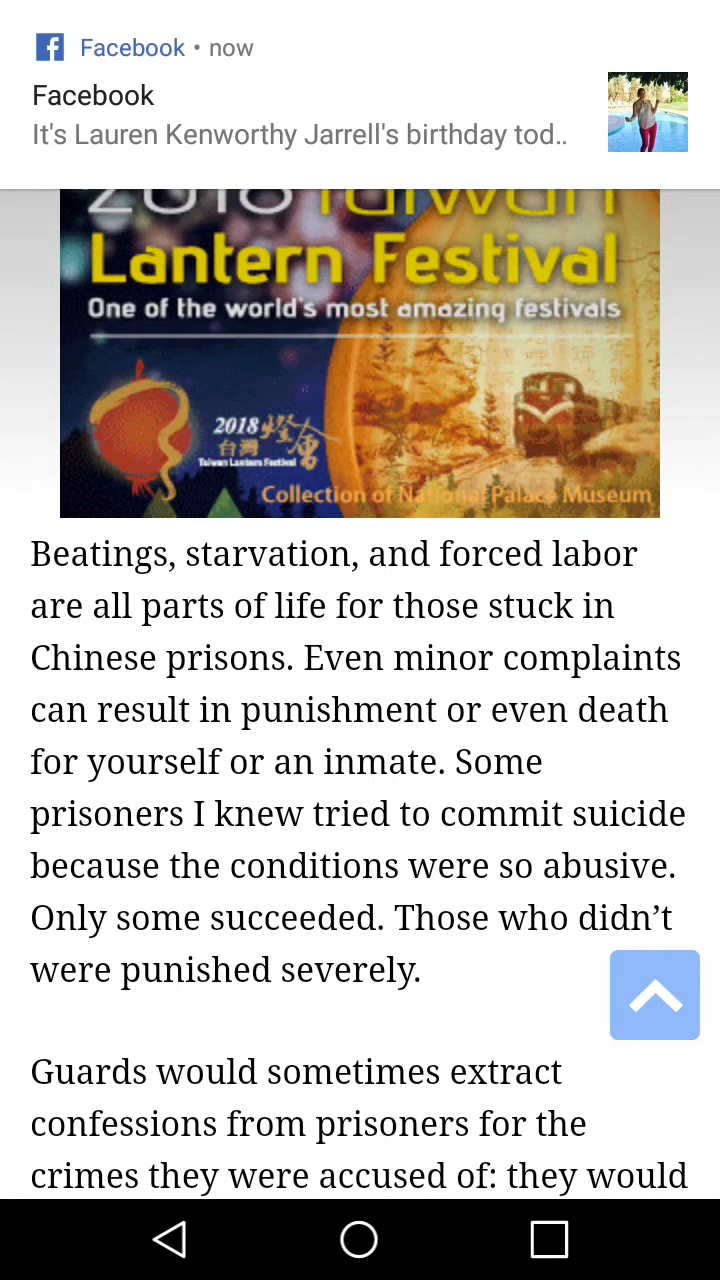 Facebook • now
Facebook
It's Lauren Kenworthy Jarrell's birthday tod..
2018 Taiwan
Lantern Festival
One of the world's most amazing festivals
2018 燈會
台灣
Taiwan Lantern Festival
Collection of National Palace Museum
Beatings, starvation, and forced labor
are all parts of life for those stuck in
Chinese prisons. Even minor complaints
can result in punishment or even death
for yourself or an inmate. Some
prisoners I knew tried to commit suicide
because the conditions were so abusive.
Only some succeeded. Those who didn’t
were punished severely.
Guards would sometimes extract
confessions from prisoners for the
crimes they were accused of: they would